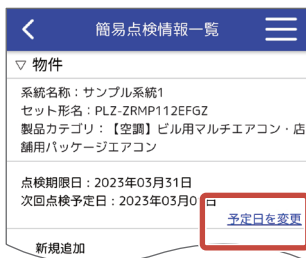 簡易点検情報一覧
▽ 物件
系統名称：サンプル系統1
セット形名：PLZ-ZRMP112EFGZ
製品カテゴリ：【空調】ビル用マルチエアコン・店
舗用パッケージエアコン
点検期限日：2023年03月31日
次回点検予定日：2023年03月0 日
予定日を変更
新規追加